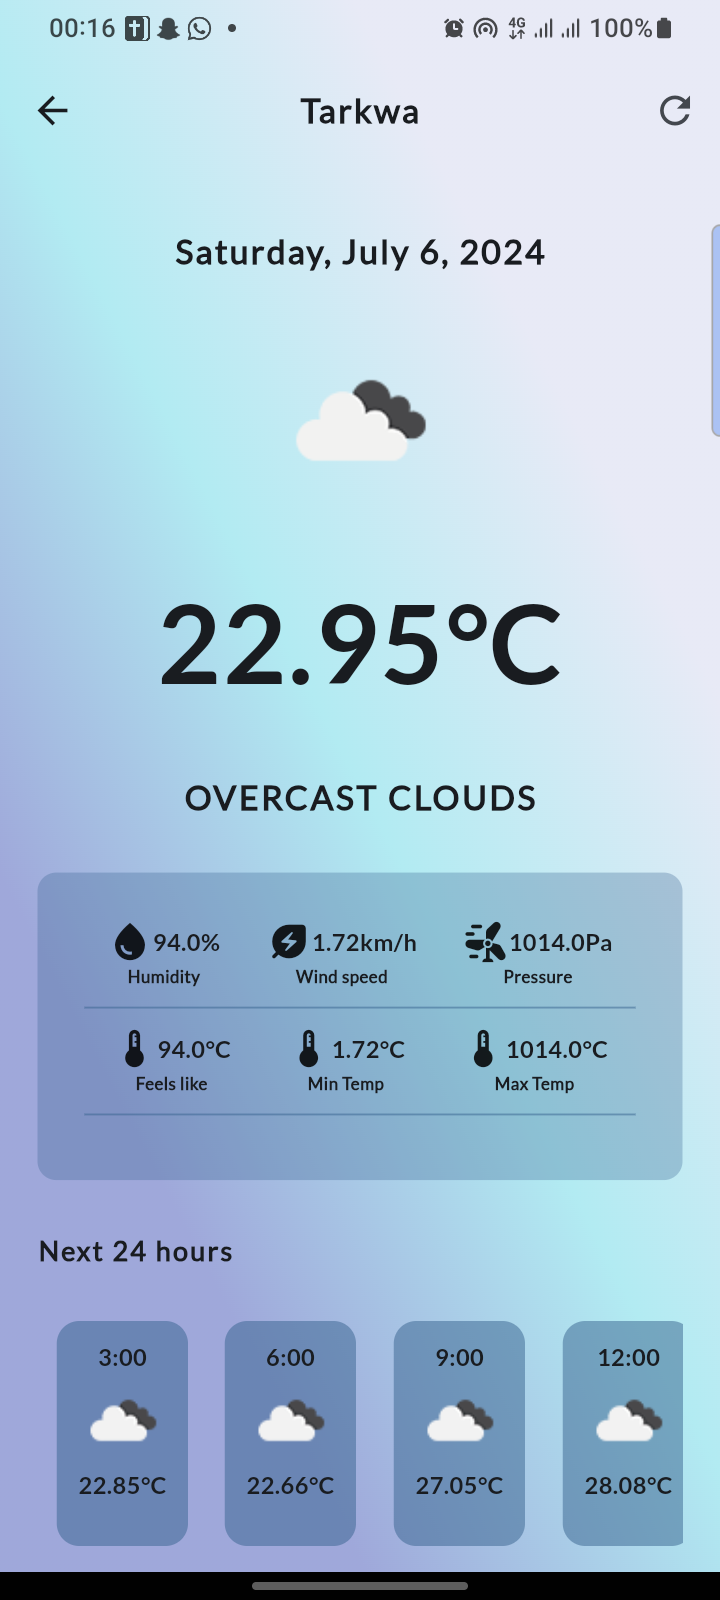 00:16 4G 100%
Tarkwa
Saturday, July 6, 2024
22.95°C
OVERCAST CLOUDS
94.0% 1.72km/h 1014.0Pa
Humidity Wind speed Pressure
94.0°C 1.72°C 1014.0°C
Feels like Min Temp Max Temp
Next 24 hours
3:00 6:00 9:00 12:00
22.85°C 22.66°C 27.05°C 28.08°C